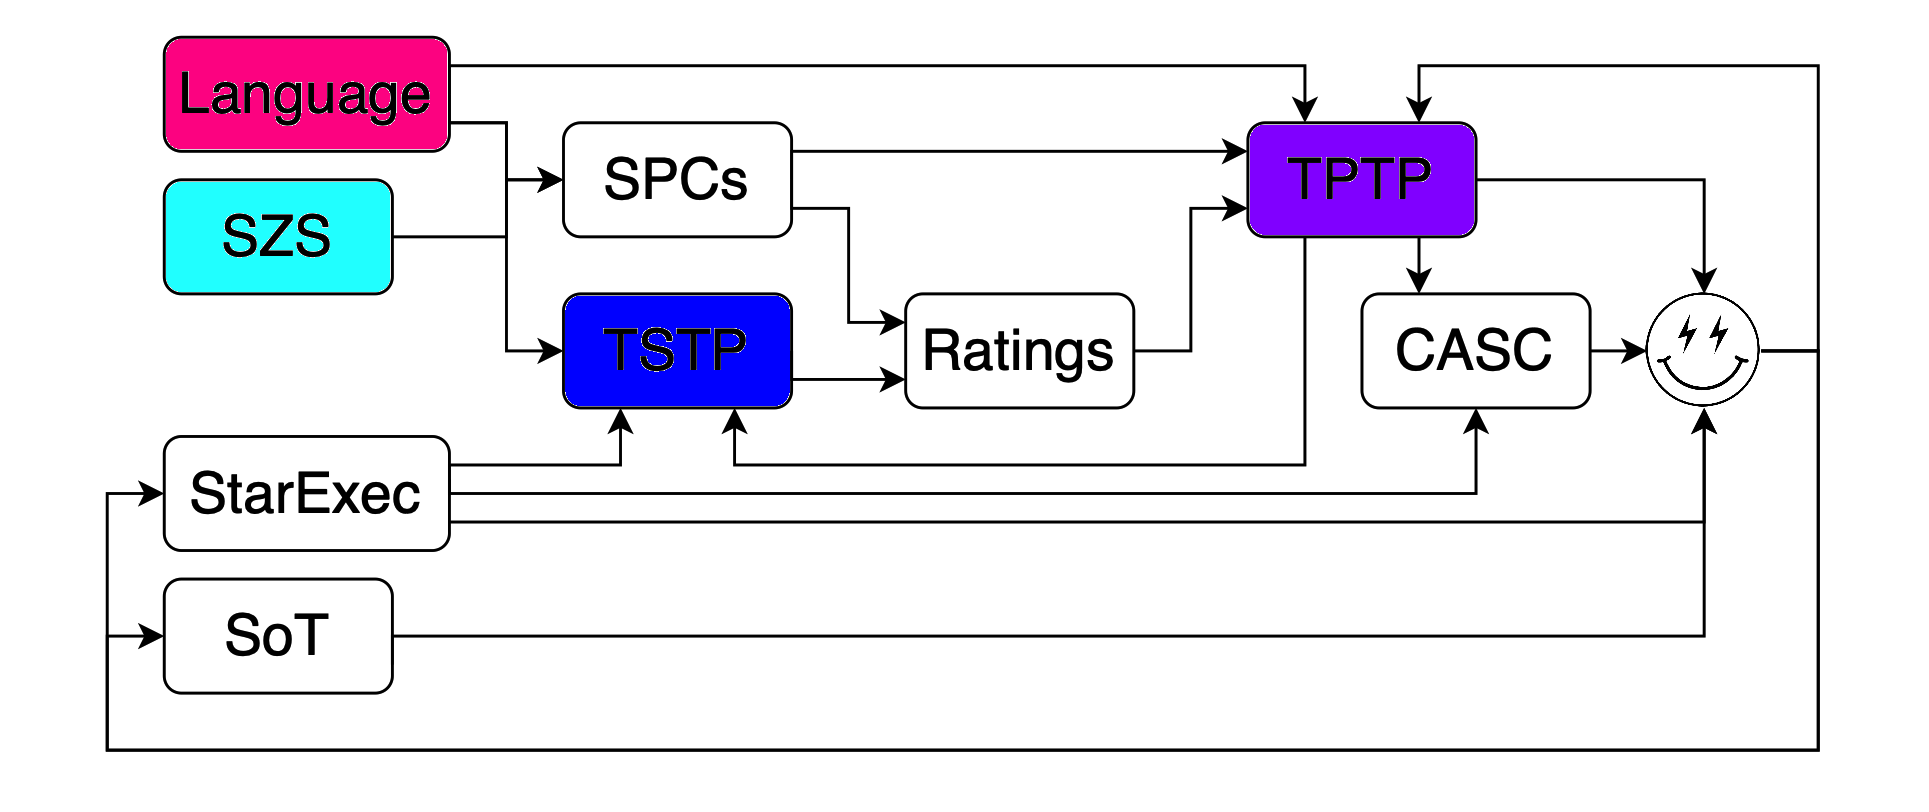 Language
SPCs
TPTP
SZS
TSTP
Ratings
CASC
StarExec
SoT